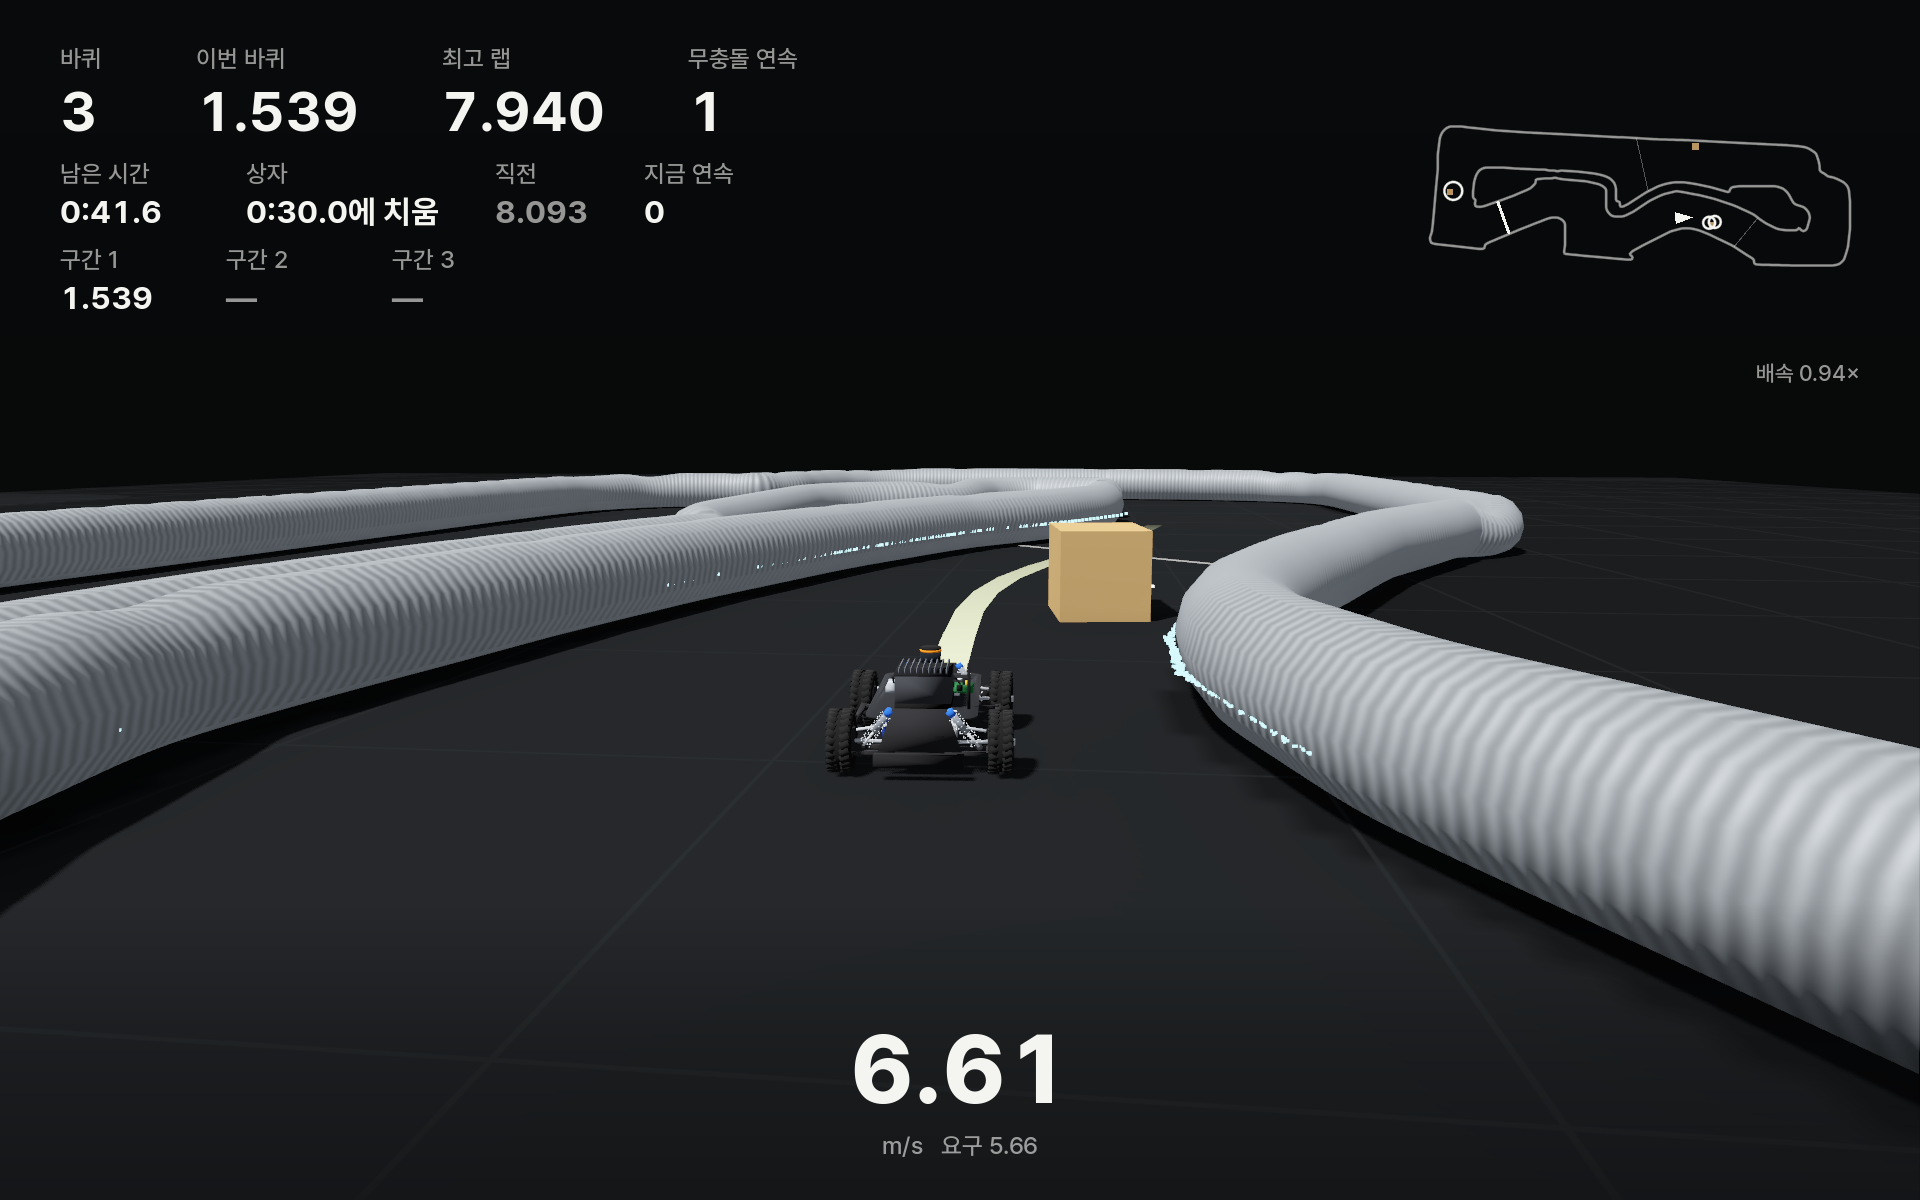 바퀴 이번 바퀴 최고 랩 무충돌 연속
3 1.539 7.940 1
남은 시간 상자 직전 지금 연속
0:41.6 0:30.0에 치움 8.093 0
구간 1 구간 2 구간 3
1.539 — —
배속 0.94×
6.61
m/s 요구 5.66